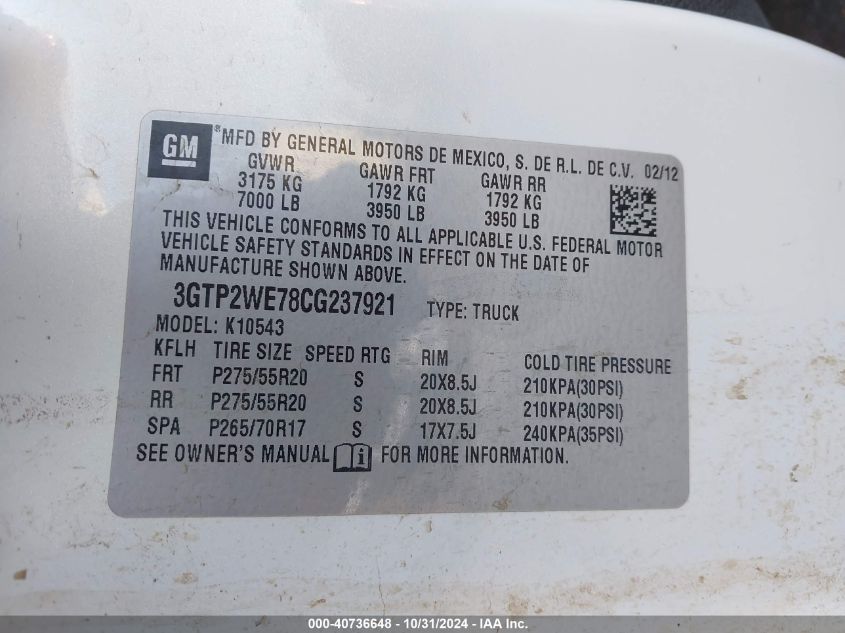 GM ®MFD BY GENERAL MOTORS DE MEXICO, S. DE R.L. DE C.V. 02/12
GVWR GAWR FRT GAWR RR
3175 KG 1792 KG 1792 KG
7000 LB 3950 LB 3950 LB
THIS VEHICLE CONFORMS TO ALL APPLICABLE U.S. FEDERAL MOTOR
VEHICLE SAFETY STANDARDS IN EFFECT ON THE DATE OF
MANUFACTURE SHOWN ABOVE.
3GTP2WE78CG237921 TYPE: TRUCK
MODEL: K10543
KFLH TIRE SIZE SPEED RTG RIM COLD TIRE PRESSURE
FRT P275/55R20 S 20X8.5J 210KPA(30PSI)
RR P275/55R20 S 20X8.5J 210KPA(30PSI)
SPA P265/70R17 S 17X7.5J 240KPA(35PSI)
SEE OWNER'S MANUAL FOR MORE INFORMATION.
000-40736648 - 10/31/2024 - IAA Inc.